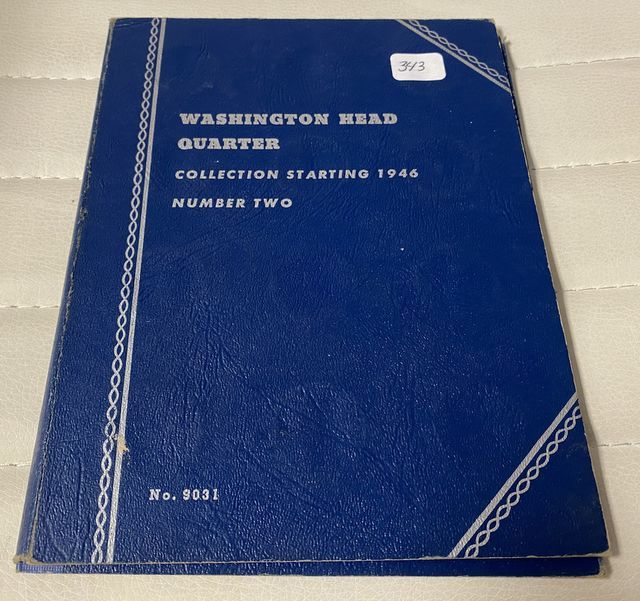 343
WASHINGTON HEAD
QUARTER
COLLECTION STARTING 1946
NUMBER TWO
No. 9031